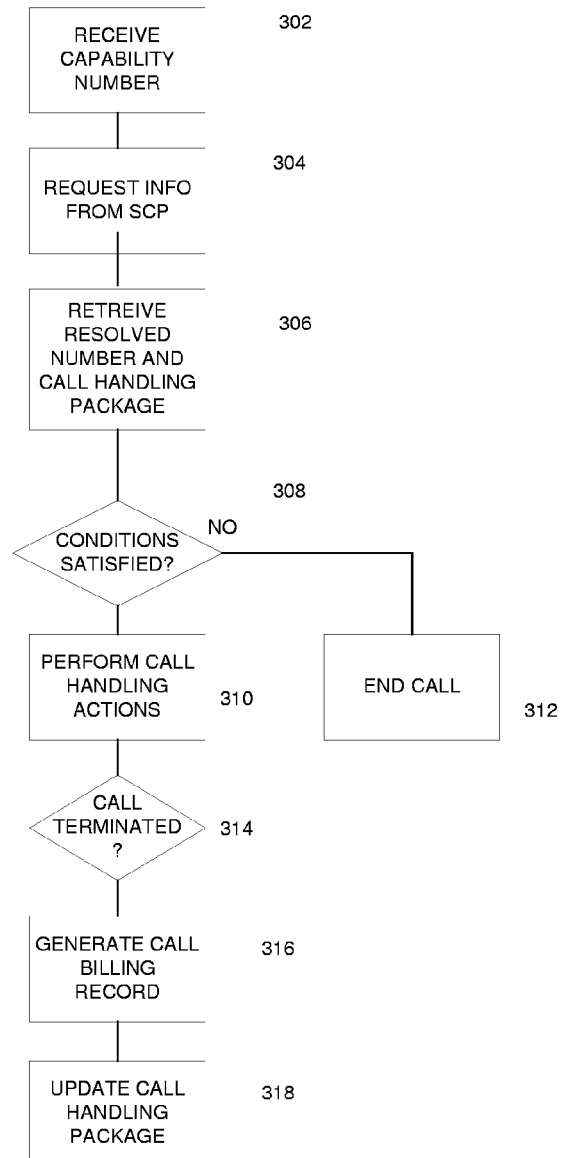 302
RECEIVE
CAPABILITY
NUMBER
304
REQUEST INFO
FROM SCP
306
RETREIVE
RESOLVED
NUMBER AND
CALL HANDLING
PACKAGE
308
NO
CONDITIONS
SATISFIED?
PERFORM CALL
HANDLING
ACTIONS
310
END CALL
312
CALL
TERMINATED
?
314
GENERATE CALL
BILLING
RECORD
316
UPDATE CALL
HANDLING
PACKAGE
318